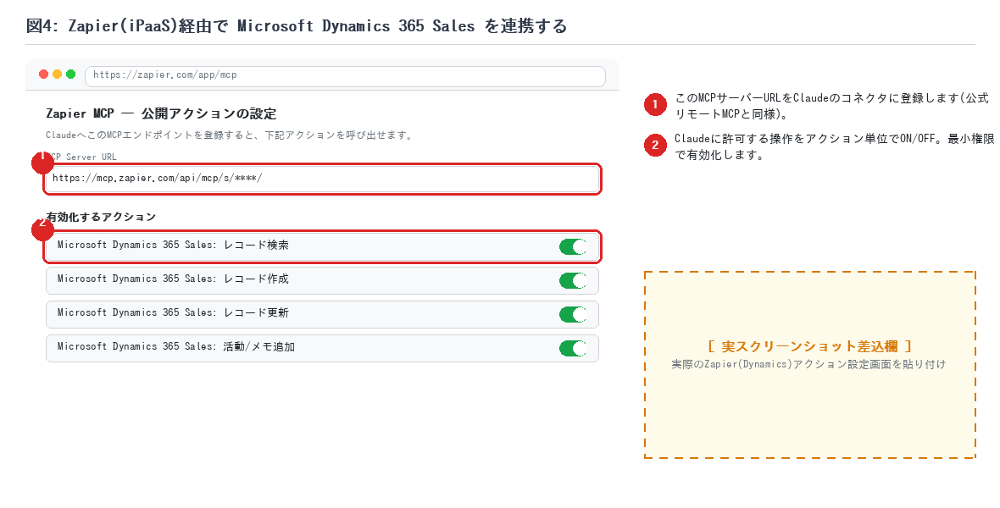 図4: Zapier(iPaaS)経由で Microsoft Dynamics 365 Sales を連携する
https://zapier.com/app/mcp
Zapier MCP — 公開アクションの設定
ClaudeへこのMCPエンドポイントを登録すると、下記アクションを呼び出せます。
CP Server URL
1
https://mcp.zapier.com/api/mcp/s/****/
有効化するアクション
2
Microsoft Dynamics 365 Sales: レコード検索
Microsoft Dynamics 365 Sales: レコード作成
Microsoft Dynamics 365 Sales: レコード更新
Microsoft Dynamics 365 Sales: 活動/メモ追加
1
このMCPサーバーURLをClaudeのコネクタに登録します(公式
リモートMCPと同様)。
2
Claudeに許可する操作をアクション単位でON/OFF。最小権限
で有効化します。
[ 実スクリーンショット差込欄 ]
実際のZapier(Dynamics)アクション設定画面を貼り付け